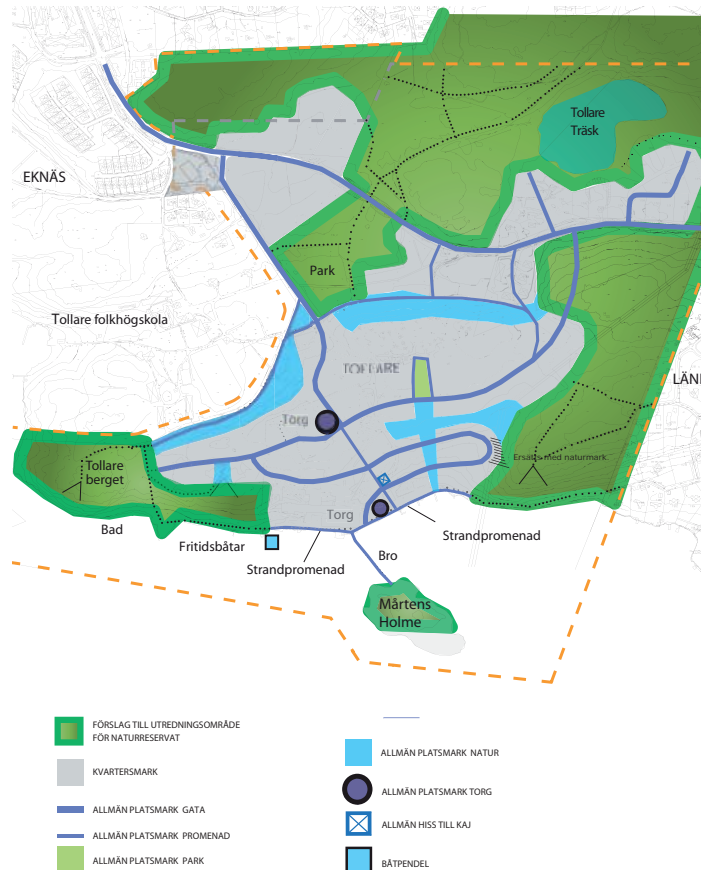 Tollare
Träsk
EKNÄS
Park
Tollare folkhögskola
TOLLARE
LÄN
Torg
Ersätts med naturmark
Tollare
berget
Bad
Torg
Strandpromenad
Fritidsbåtar
Bro
Strandpromenad
Mårtens
Holme
FÖRSLAG TILL UTREDNINGSOMRÅDE
FÖR NATURRESERVAT
KVARTERSMARK
ALLMÄN PLATSMARK GATA
ALLMÄN PLATSMARK PROMENAD
ALLMÄN PLATSMARK PARK
ALLMÄN PLATSMARK NATUR
ALLMÄN PLATSMARK TORG
ALLMÄN HISS TILL KAJ
BÅTPENDEL